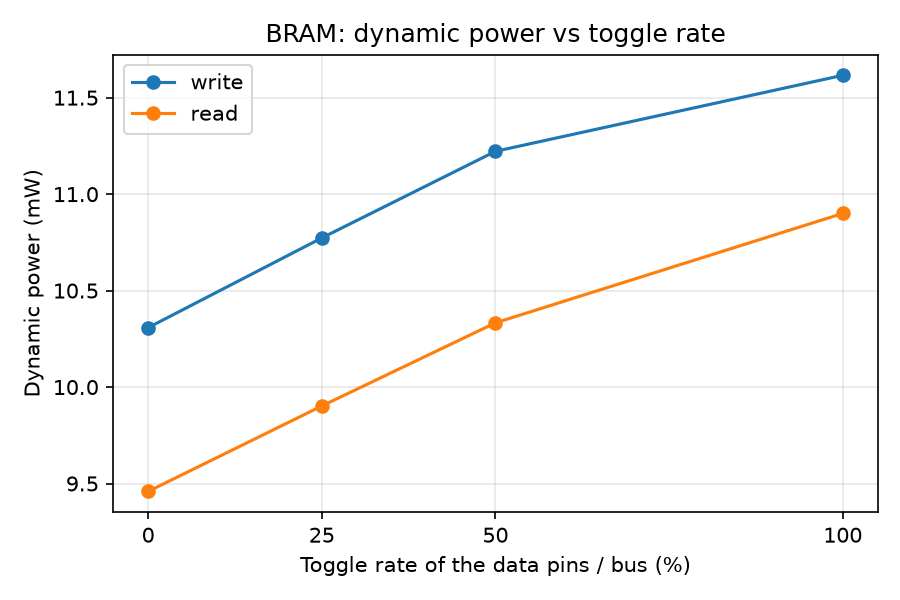 BRAM: dynamic power vs toggle rate
write
read
Dynamic power (mW)
11.5
11.0
10.5
10.0
9.5
0 25 50 100
Toggle rate of the data pins / bus (%)